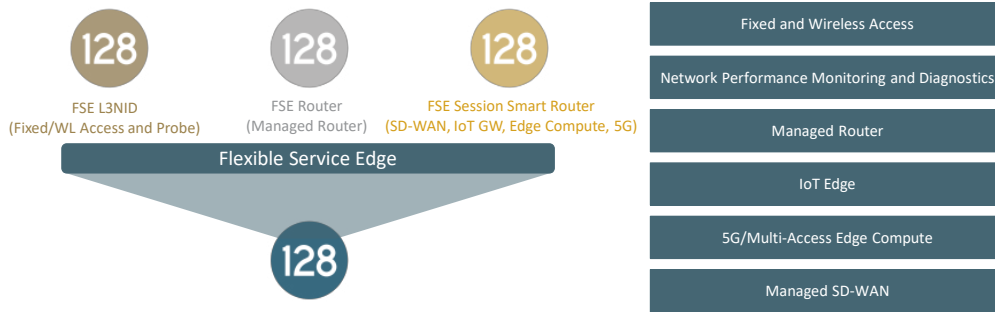 128
128
128
FSE L3NID
(Fixed/WL Access and Probe)
FSE Router
(Managed Router)
FSE Session Smart Router
(SD-WAN, IoT GW, Edge Compute, 5G)
Flexible Service Edge
128
Fixed and Wireless Access
Network Performance Monitoring and Diagnostics
Managed Router
IoT Edge
5G/Multi-Access Edge Compute
Managed SD-WAN